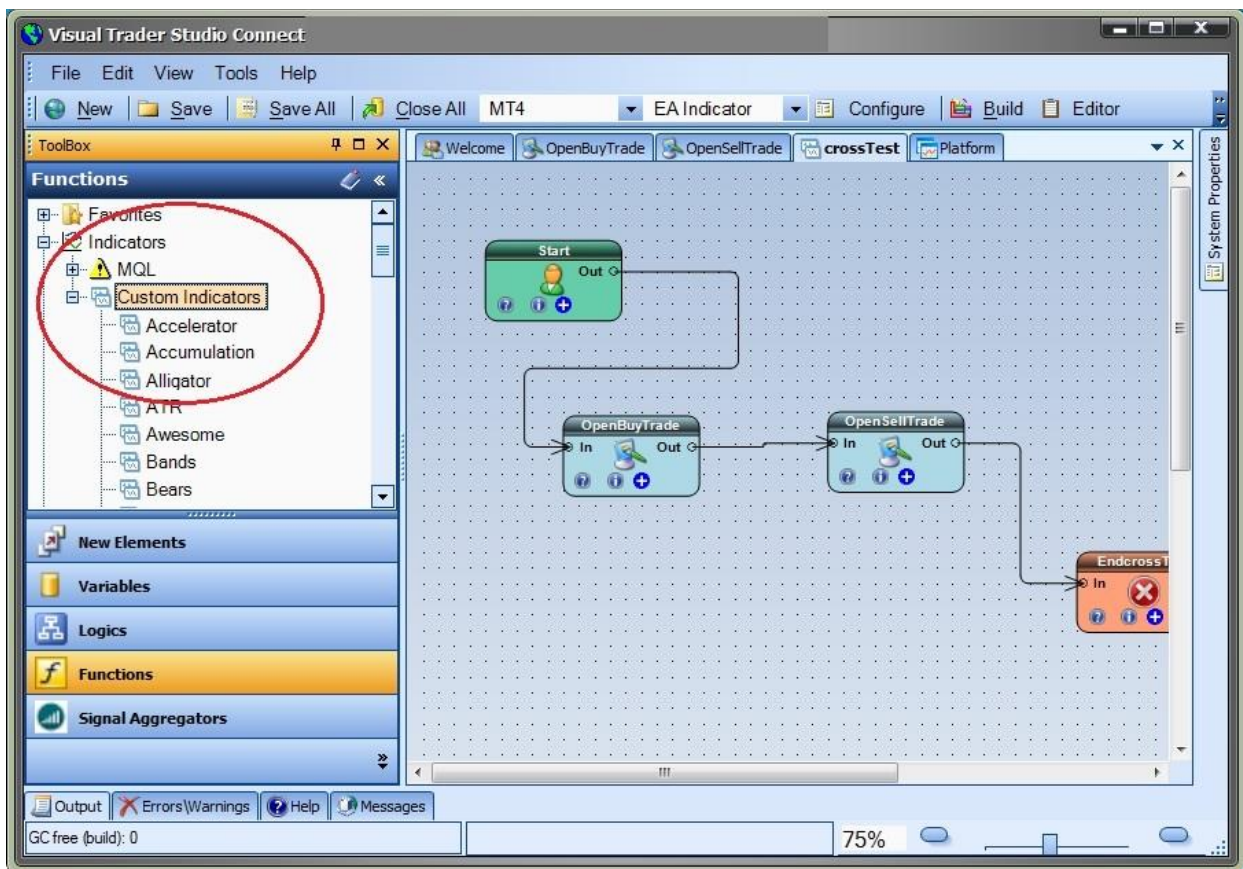 Visual Trader Studio Connect
File Edit View Tools Help
New Save Save All Close All MT4 EA Indicator Configure Build Editor
ToolBox
Welcome OpenBuyTrade OpenSellTrade crossTest Platform
System Properties
Functions
Favorites
Indicators
MQL
Custom Indicators
Accelerator
Accumulation
Alligator
ATR
Awesome
Bands
Bears
New Elements
Variables
Logics
Functions
Signal Aggregators
Start
Out
OpenBuyTrade
In Out
OpenSellTrade
In Out
EndcrossT
In
Output Errors\Warnings Help Messages
GC free (build): 0
75%